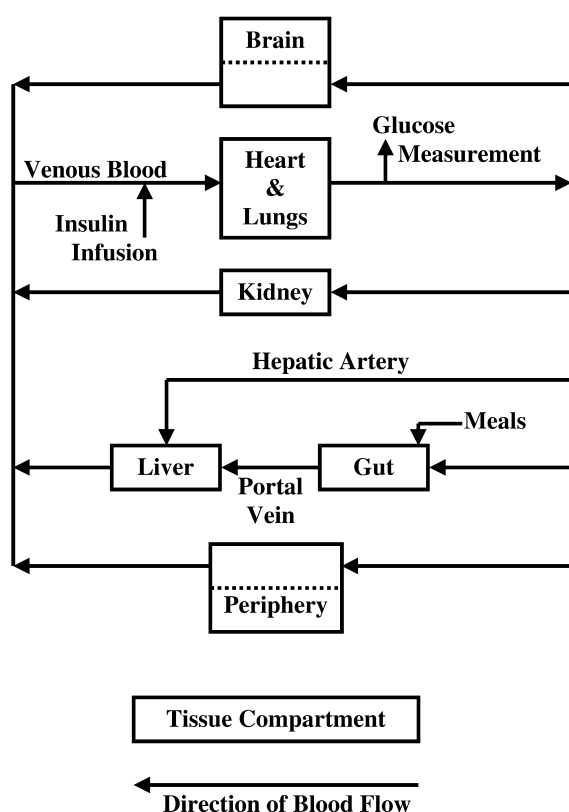 Brain
Glucose
Measurement
Venous Blood
Heart
&
Lungs
Insulin
Infusion
Kidney
Hepatic Artery
Meals
Liver
Gut
Portal
Vein
Periphery
Tissue Compartment
Direction of Blood Flow